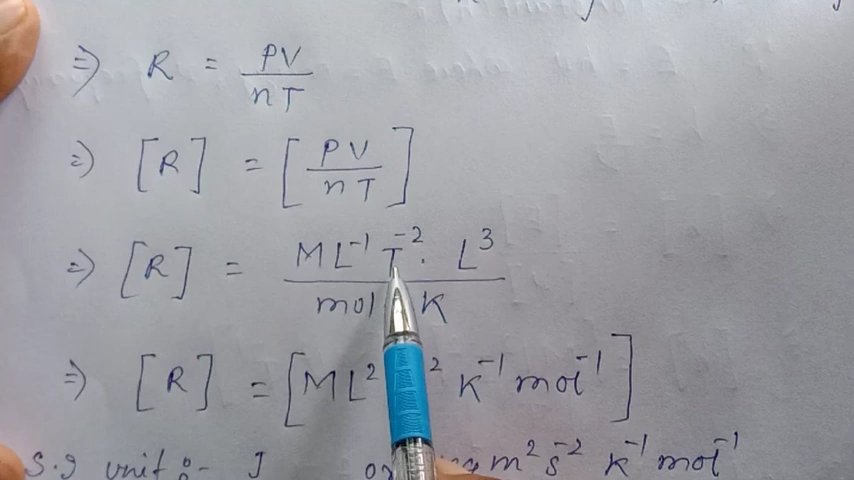 ⇒ R = PV / nT
⇒ [R] = [PV / nT]
⇒ [R] = ML⁻¹ T⁻² · L³ / mol K
⇒ [R] = [ML² ² K⁻¹ mol⁻¹]
S.I unit :- J m² s⁻² K⁻¹ mol⁻¹